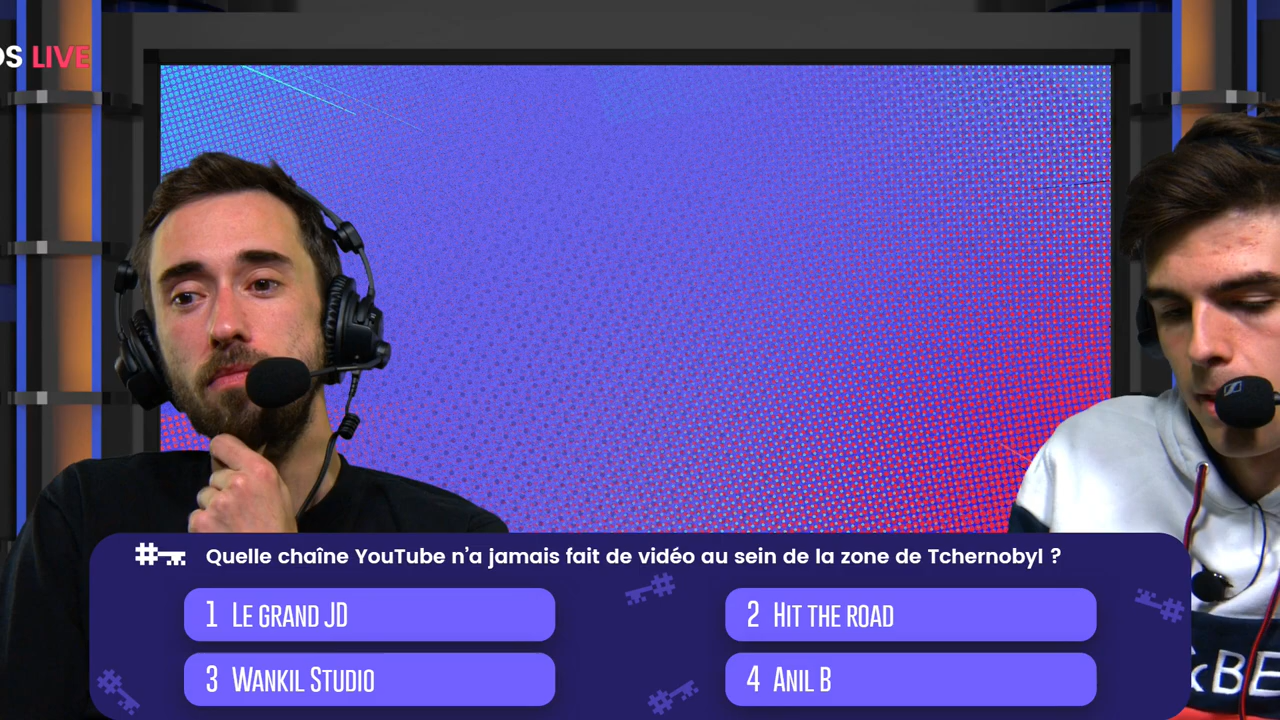 OS LIVE
Quelle chaîne YouTube n'a jamais fait de vidéo au sein de la zone de Tchernobyl ?
1 Le grand JD
2 Hit the road
3 Wankil Studio
4 Anil B